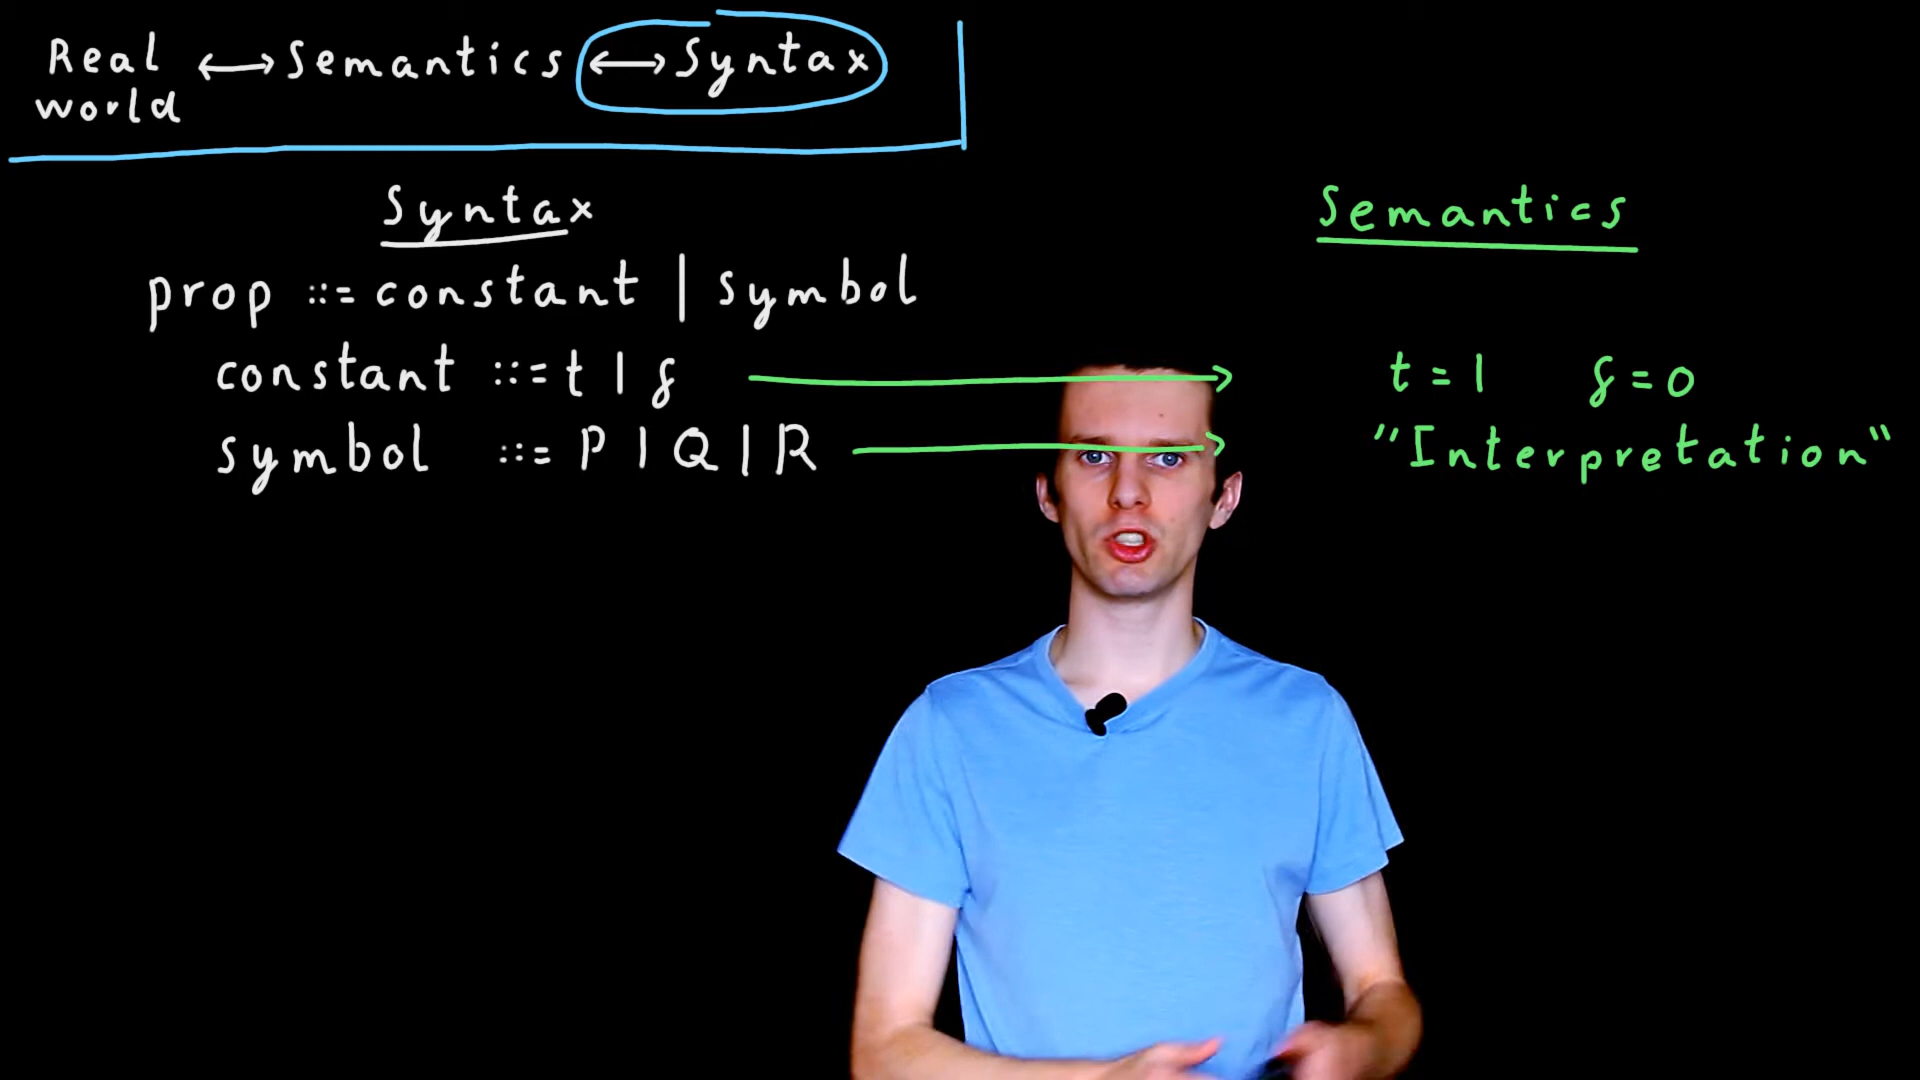 Real ↔ Semantics ↔ Syntax
world
Syntax
Semantics
prop ::= constant | symbol
constant ::= t | f → t = 1 f = 0
symbol ::= P | Q | R → "Interpretation"